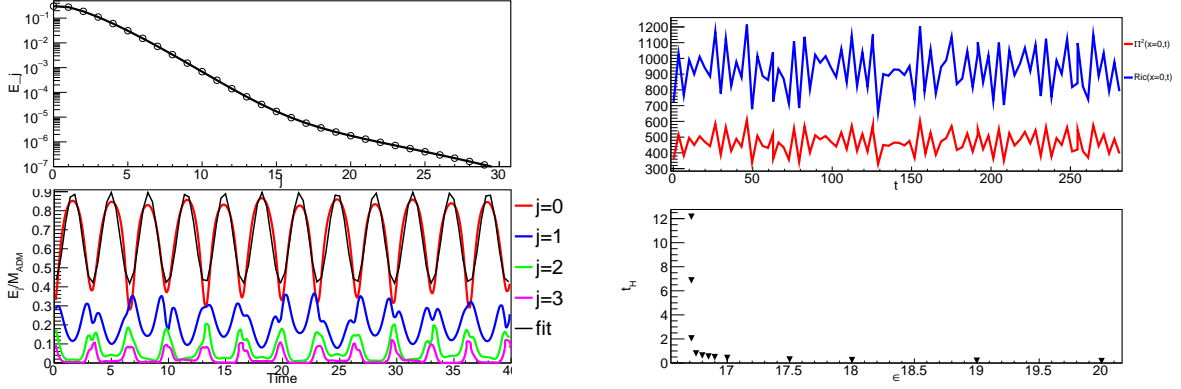 10⁻¹
10⁻²
10⁻³
10⁻⁴
10⁻⁵
10⁻⁶
10⁻⁷
E_j
0 5 10 15 20 25 30
j
0.9
0.8
0.7
0.6
0.5
0.4
0.3
0.2
0.1
0
E_j/M_ADM
0 5 10 15 20 25 30 35 40
Time
j=0
j=1
j=2
j=3
fit
1200
1100
1000
900
800
700
600
500
400
300
0 50 100 150 200 250
t
Π²(x=0,t)
Ric(x=0,t)
12
10
8
6
4
2
0
t_H
17 17.5 18 18.5 19 19.5 20
∈